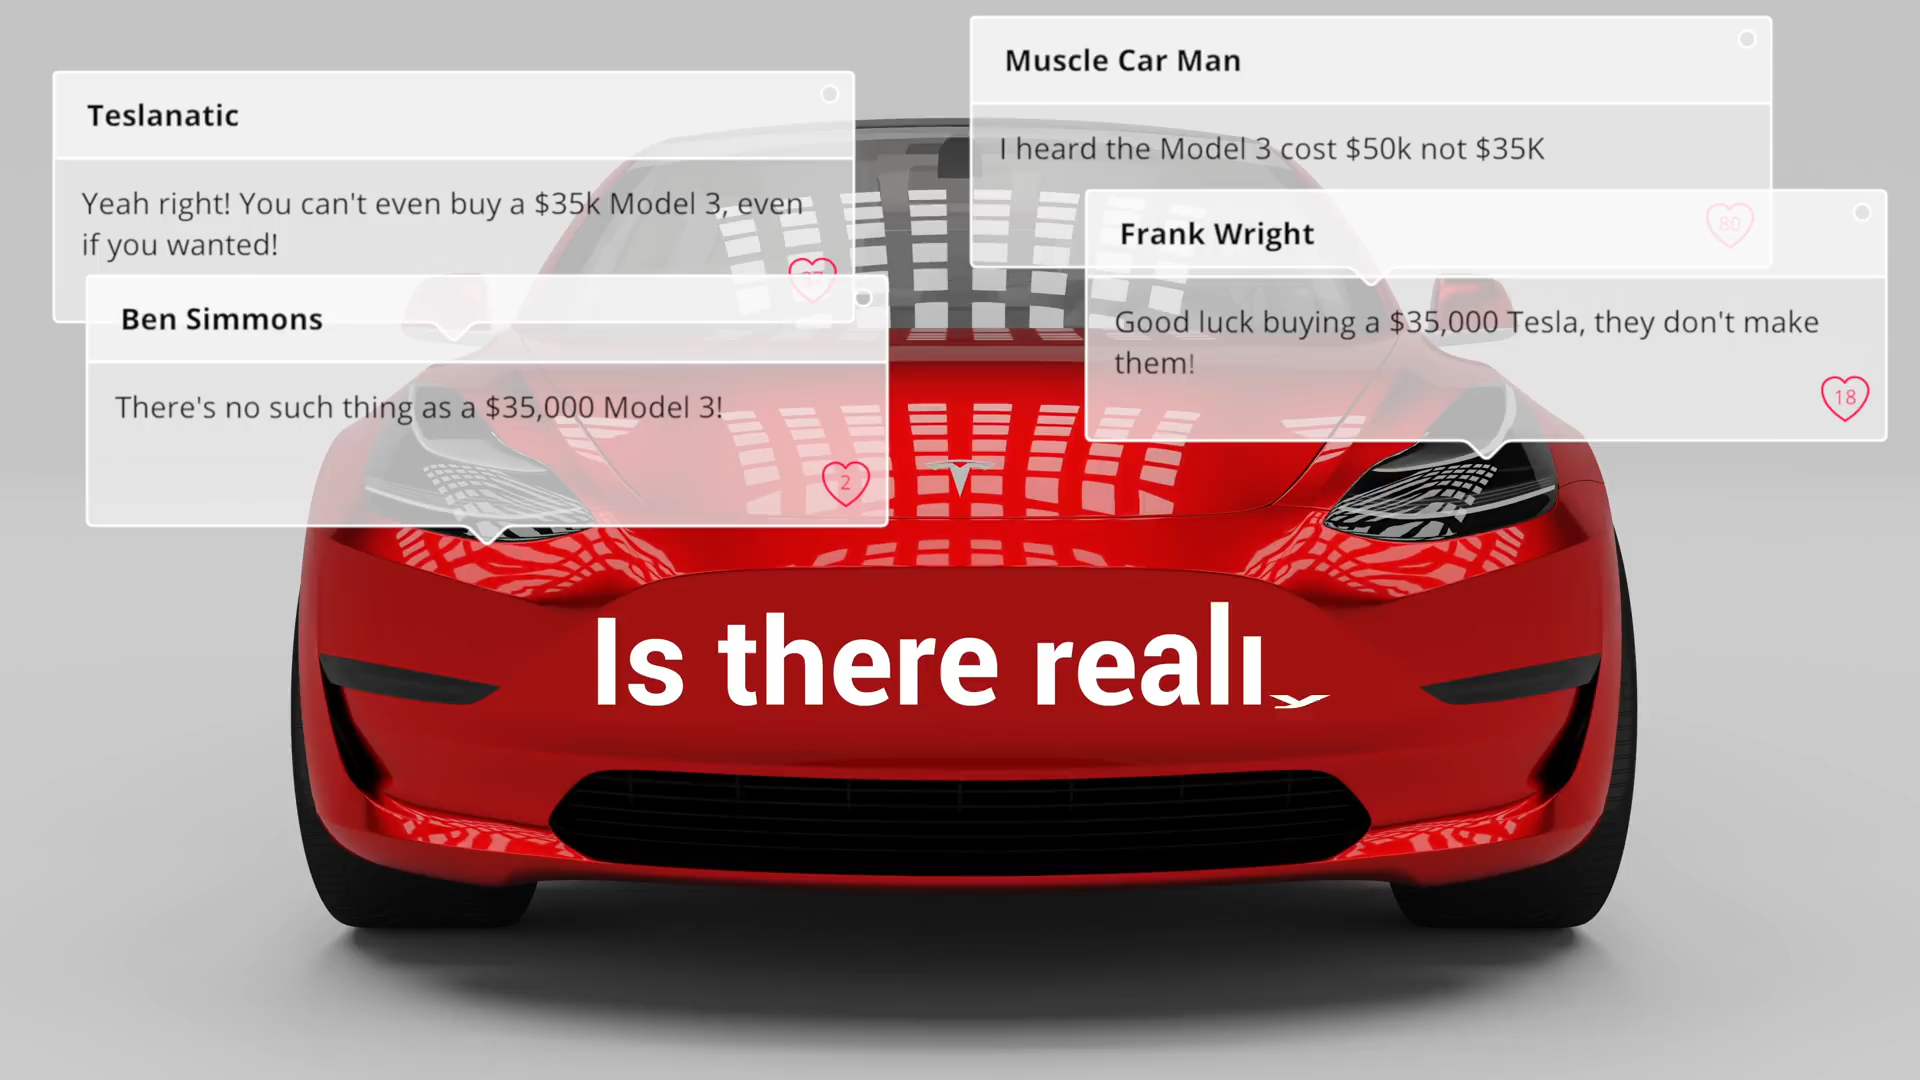 Teslanatic
Yeah right! You can't even buy a $35k Model 3, even
if you wanted!
Ben Simmons
There's no such thing as a $35,000 Model 3!
2
Muscle Car Man
I heard the Model 3 cost $50k not $35K
80
Frank Wright
Good luck buying a $35,000 Tesla, they don't make
them!
18
Is there really